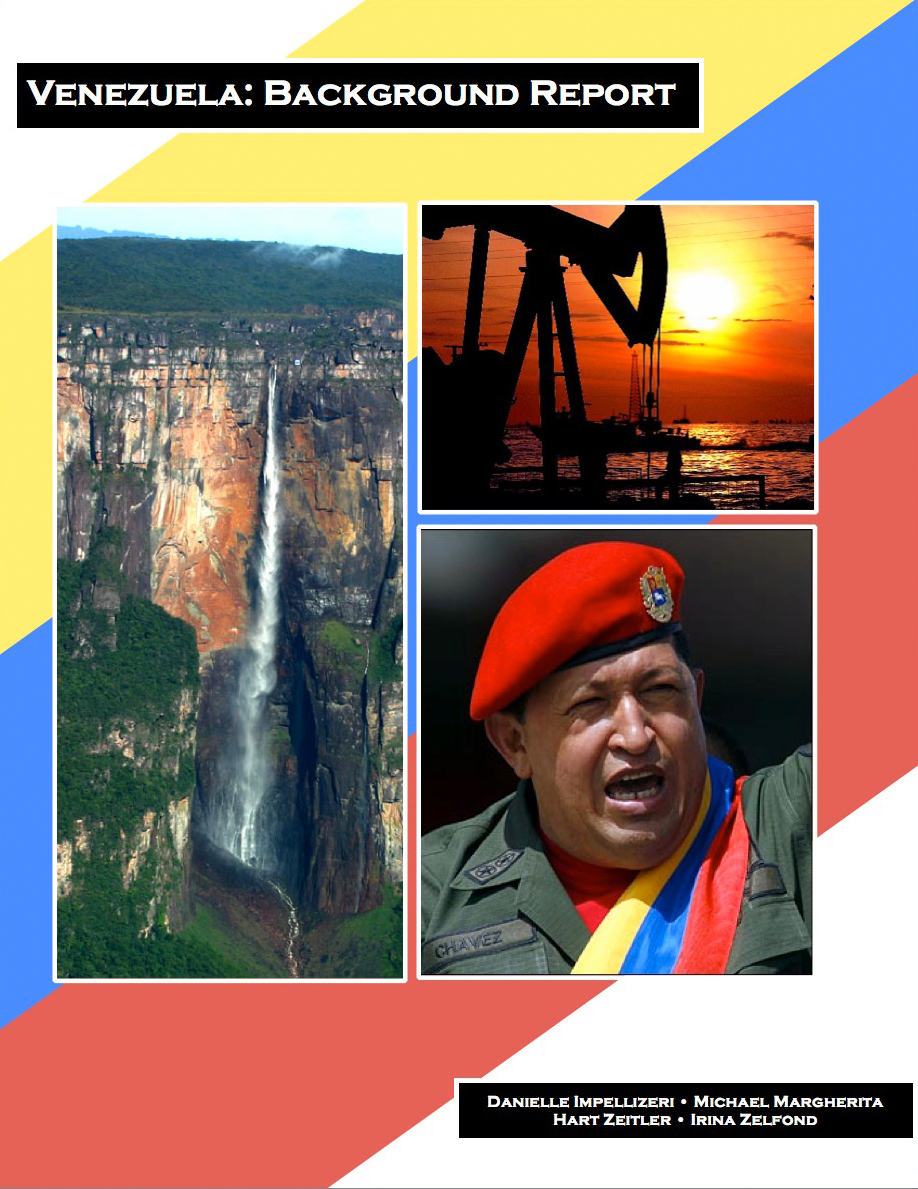 Venezuela: Background Report
CHAVEZ
Danielle Impellizeri • Michael Margherita
Hart Zeitler • Irina Zelfond